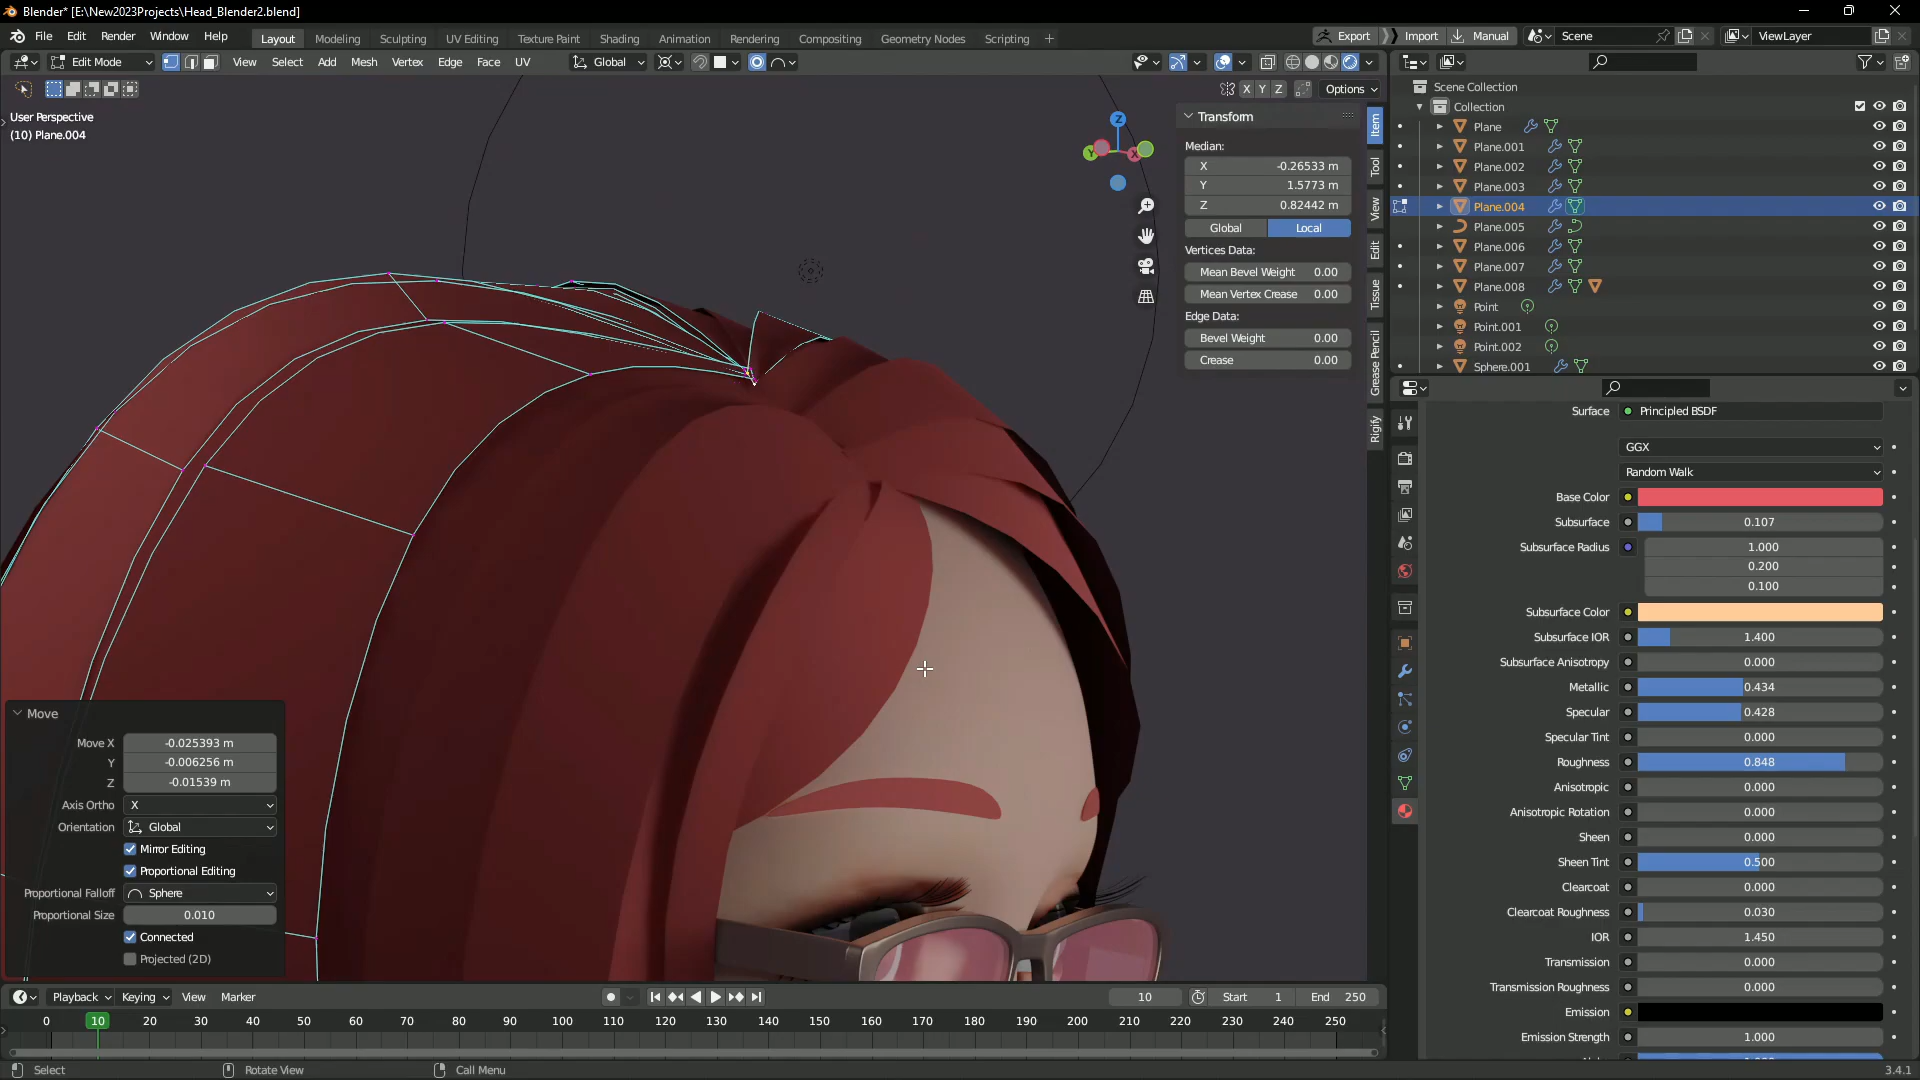 Blender* [E:\New2023Projects\Head_Blender2.blend]
File Edit Render Window Help Layout Modeling Sculpting UV Editing Texture Paint Shading Animation Rendering Compositing Geometry Nodes Scripting + Export Import Manual Scene ViewLayer
Edit Mode View Select Add Mesh Vertex Edge Face UV Global
X Y Z Options
User Perspective
(10) Plane.004
Z
Y X
Transform
Median:
X -0.26533 m
Y 1.5773 m
Z 0.82442 m
Global Local
Vertices Data:
Mean Bevel Weight 0.00
Mean Vertex Crease 0.00
Edge Data:
Bevel Weight 0.00
Crease 0.00
Item
Tool
View
Edit
Tissue
Grease Pencil
Rigify
Scene Collection
Collection
Plane
Plane.001
Plane.002
Plane.003
Plane.004
Plane.005
Plane.006
Plane.007
Plane.008
Point
Point.001
Point.002
Sphere.001
Surface Principled BSDF
GGX
Random Walk
Base Color
Subsurface 0.107
Subsurface Radius 1.000
0.200
0.100
Subsurface Color
Subsurface IOR 1.400
Subsurface Anisotropy 0.000
Metallic 0.434
Specular 0.428
Specular Tint 0.000
Roughness 0.848
Anisotropic 0.000
Anisotropic Rotation 0.000
Sheen 0.000
Sheen Tint 0.500
Clearcoat 0.000
Clearcoat Roughness 0.030
IOR 1.450
Transmission 0.000
Transmission Roughness 0.000
Emission
Emission Strength 1.000
Move
Move X -0.025393 m
Y -0.006256 m
Z -0.01539 m
Axis Ortho X
Orientation Global
Mirror Editing
Proportional Editing
Proportional Falloff Sphere
Proportional Size 0.010
Connected
Projected (2D)
Playback Keying View Marker 10 Start 1 End 250
0 10 20 30 40 50 60 70 80 90 100 110 120 130 140 150 160 170 180 190 200 210 220 230 240 250
Select Rotate View Call Menu 3.4.1